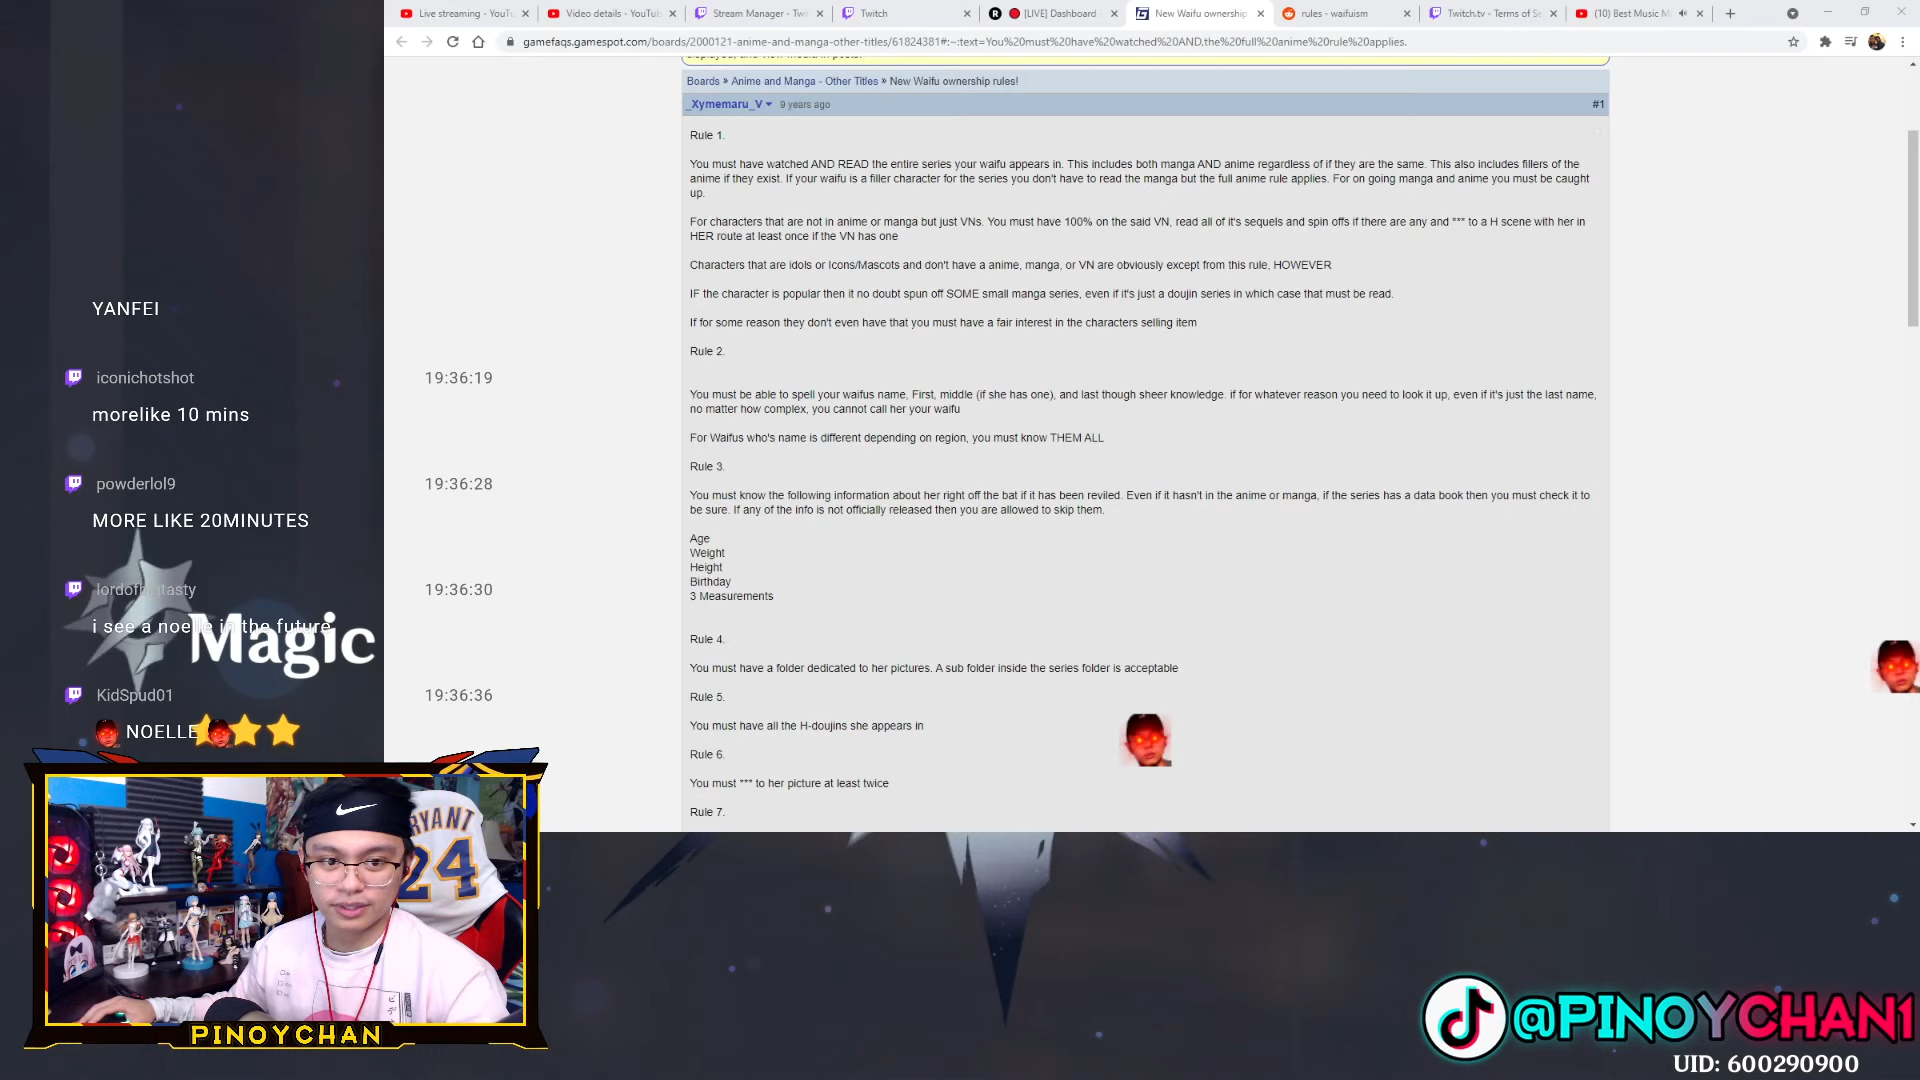 Live streaming - YouTu
Video details - YouTub
Stream Manager - Twi
Twitch
[LIVE] Dashboard
New Waifu ownership
rules - waifuism
Twitch.tv - Terms of Se
(10) Best Music M
gamefaqs.gamespot.com/boards/2000121-anime-and-manga-other-titles/61824381#:~:text=You%20must%20have%20watched%20AND,the%20full%20anime%20rule%20applies.
Boards » Anime and Manga - Other Titles » New Waifu ownership rules!
_Xymemaru_V 9 years ago #1
Rule 1.
You must have watched AND READ the entire series your waifu appears in. This includes both manga AND anime regardless of if they are the same. This also includes fillers of the
anime if they exist. If your waifu is a filler character for the series you don't have to read the manga but the full anime rule applies. For on going manga and anime you must be caught
up.
For characters that are not in anime or manga but just VNs. You must have 100% on the said VN, read all of it's sequels and spin offs if there are any and *** to a H scene with her in
HER route at least once if the VN has one
Characters that are idols or Icons/Mascots and don't have a anime, manga, or VN are obviously except from this rule, HOWEVER
IF the character is popular then it no doubt spun off SOME small manga series, even if it's just a doujin series in which case that must be read.
If for some reason they don't even have that you must have a fair interest in the characters selling item
Rule 2.
You must be able to spell your waifus name, First, middle (if she has one), and last though sheer knowledge. if for whatever reason you need to look it up, even if it's just the last name,
no matter how complex, you cannot call her your waifu
For Waifus who's name is different depending on region, you must know THEM ALL
Rule 3.
You must know the following information about her right off the bat if it has been reviled. Even if it hasn't in the anime or manga, if the series has a data book then you must check it to
be sure. If any of the info is not officially released then you are allowed to skip them.
Age
Weight
Height
Birthday
3 Measurements
Rule 4.
You must have a folder dedicated to her pictures. A sub folder inside the series folder is acceptable
Rule 5.
You must have all the H-doujins she appears in
Rule 6.
You must *** to her picture at least twice
Rule 7.
YANFEI
iconichotshot 19:36:19
morelike 10 mins
powderlol9 19:36:28
MORE LIKE 20MINUTES
19:36:30
i see a noelle in the future
Magic
KidSpud01 19:36:36
NOELLE
RYANT
24
PINOYCHAN
@PINOYCHAN1
UID: 600290900